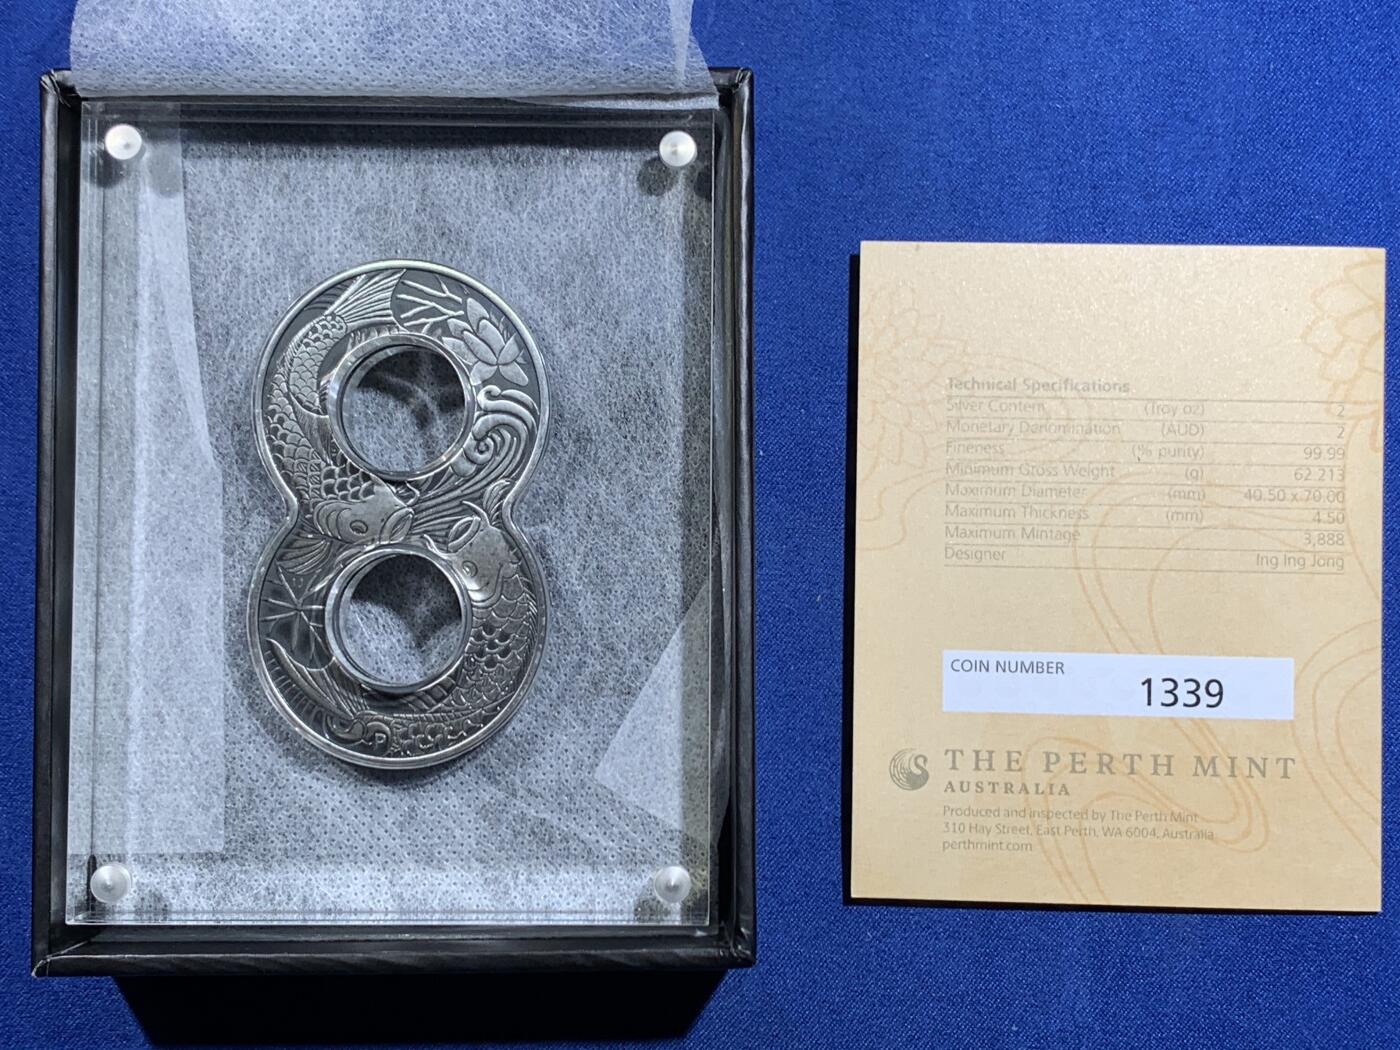 P
Technical Specifications
Silver Content (Troy oz) 2
Monetary Denomination (AUD) 2
Fineness (% purity) 99.99
Minimum Gross Weight (g) 62.213
Maximum Diameter (mm) 40.50 x 70.00
Maximum Thickness (mm) 4.50
Maximum Mintage 3,888
Designer Ing Ing Jong
COIN NUMBER
1339
THE PERTH MINT
AUSTRALIA
Produced and inspected by The Perth Mint
310 Hay Street, East Perth, WA 6004, Australia
perthmint.com